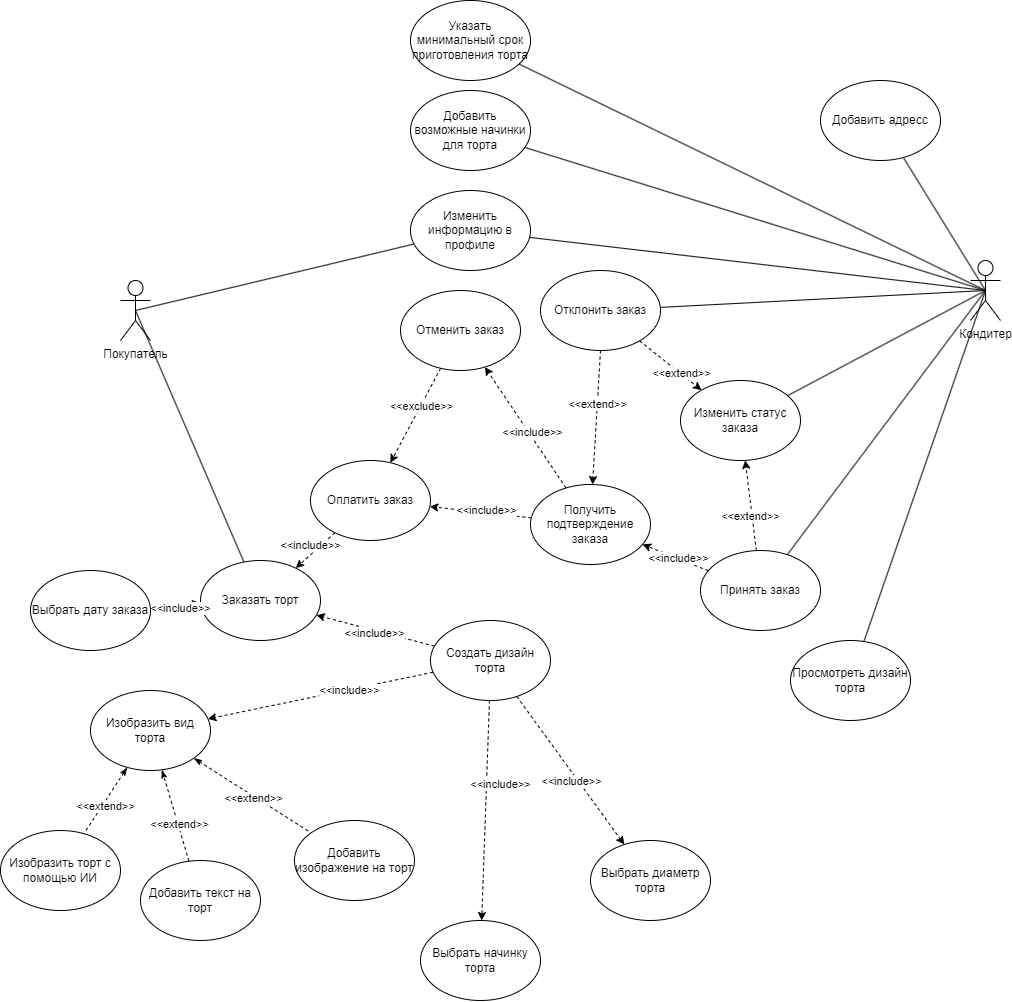 Указать
минимальный срок
приготовления торта
Добавить адресс
Добавить
возможные начинки
для торта
Изменить
информацию в
профиле
Покупатель
Кондитер
Отменить заказ
Отклонить заказ
<<extend>>
<<exclude>>
<<extend>>
Изменить статус
заказа
<<include>>
Оплатить заказ
<<include>>
Получить
подтверждение
заказа
<<extend>>
<<include>>
<<include>>
Заказать торт
Принять заказ
Выбрать дату заказа
<<include>>
<<include>>
Создать дизайн
торта
Просмотреть дизайн
торта
<<include>>
Изобразить вид
торта
<<include>>
<<include>>
<<extend>>
<<extend>>
<<extend>>
Изобразить торт с
помощью ИИ
Добавить текст на
торт
Добавить
изображение на торт
Выбрать диаметр
торта
Выбрать начинку
торта